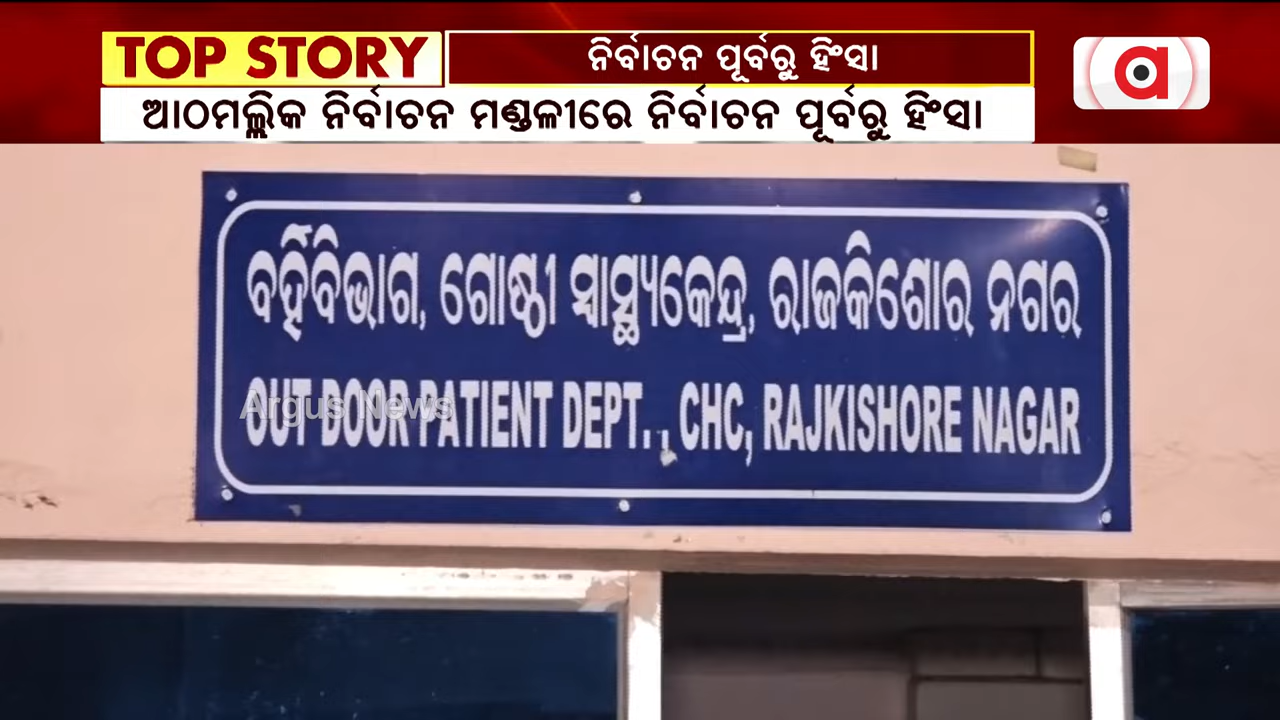 TOP STORY
ନିର୍ବାଚନ ପୂର୍ବରୁ ହିଂସା
ଆଠମଲ୍ଲିକ ନିର୍ବାଚନ ମଣ୍ଡଳୀରେ ନିର୍ବାଚନ ପୂର୍ବରୁ ହିଂସା
ବର୍ହିବିଭାଗ, ଗୋଷ୍ଠୀ ସ୍ୱାସ୍ଥ୍ୟକେନ୍ଦ୍ର, ରାଜକିଶୋର ନଗର
OUT DOOR PATIENT DEPT., CHC, RAJKISHORE NAGAR
Argus News